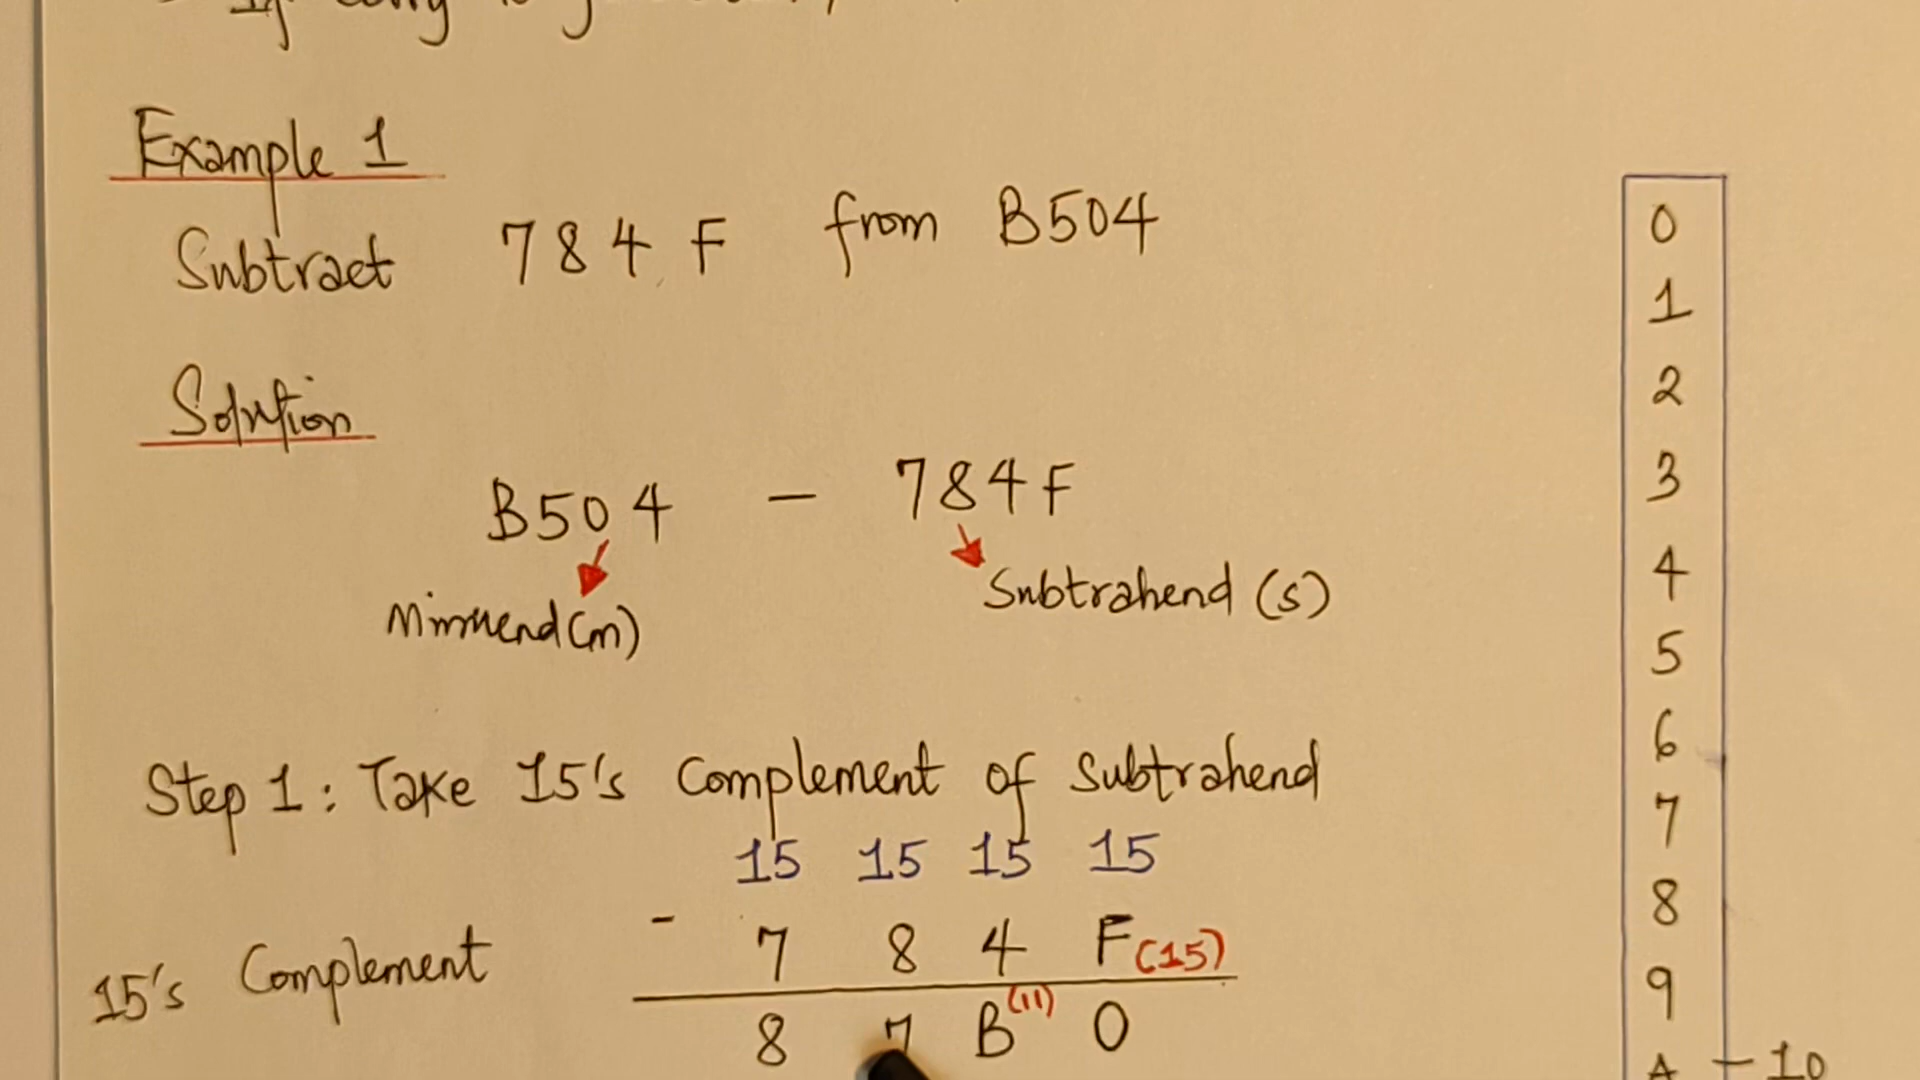 Example 1
Subtract 784F from B504
Solution
B504 - 784F
Minuend(m)
Subtrahend (s)
Step 1: Take 15's Complement of Subtrahend
15 15 15 15
- 7 8 4 F(15)
15's Complement
8 7 B(11) 0
0
1
2
3
4
5
6
7
8
9
A - 10